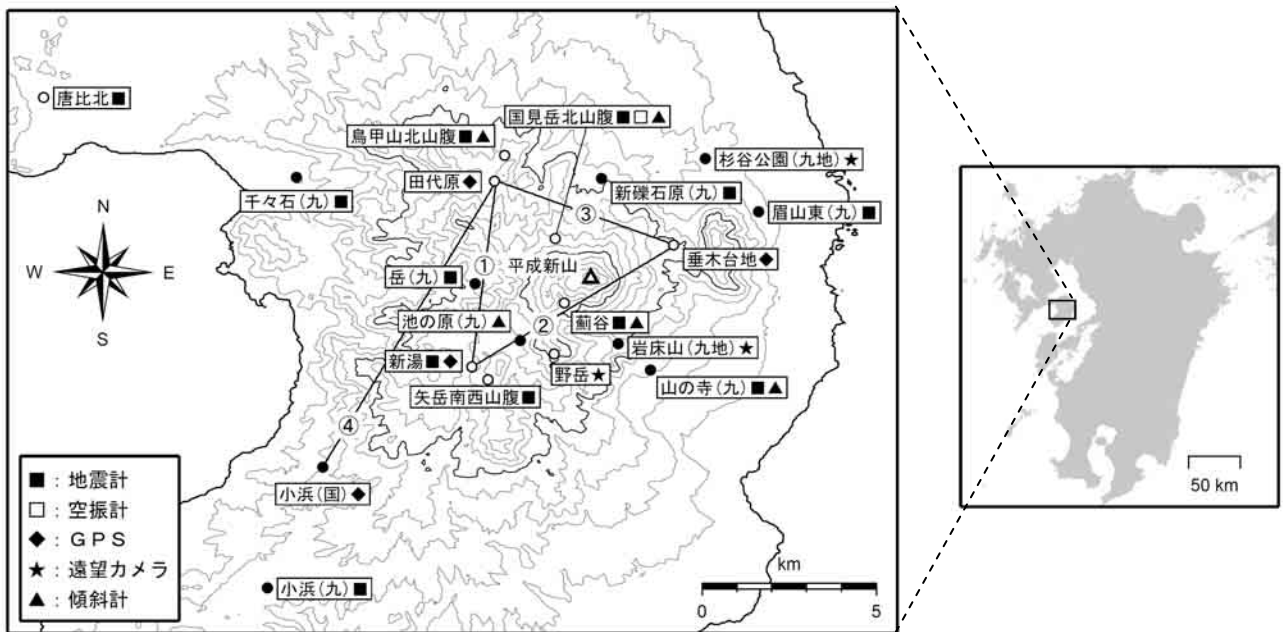 唐比北■
国見岳北山腹■□▲
鳥甲山北山腹■▲
杉谷公園(九地)★
田代原◆
千々石(九)■
新礫石原(九)■
眉山東(九)■
③
N
W E
S
平成新山
垂木台地◆
岳(九)■
①
池の原(九)▲
②
薊谷■▲
岩床山(九地)★
新湯■◆
野岳★
山の寺(九)■▲
矢岳南西山腹■
④
小浜(国)◆
小浜(九)■
■:地震計
□:空振計
◆:GPS
★:遠望カメラ
▲:傾斜計
km
0 5
50 km